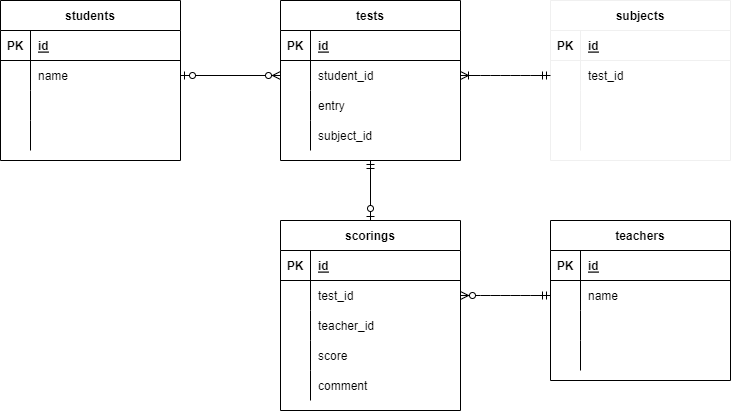 students
PK id
name
tests
PK id
student_id
entry
subject_id
subjects
PK id
test_id
scorings
PK id
test_id
teacher_id
score
comment
teachers
PK id
name